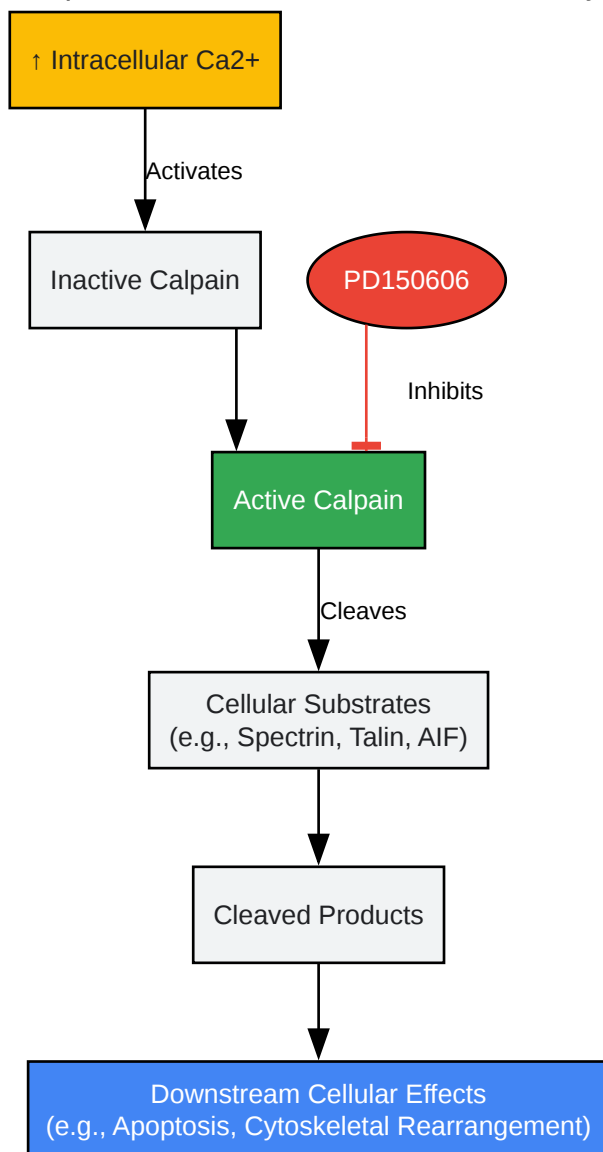 ↑ Intracellular Ca2+
Activates
Inactive Calpain
PD150606
Inhibits
Active Calpain
Cleaves
Cellular Substrates
(e.g., Spectrin, Talin, AIF)
Cleaved Products
Downstream Cellular Effects
(e.g., Apoptosis, Cytoskeletal Rearrangement)